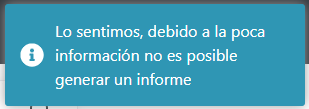 Lo sentimos, debido a la poca
información no es posible
generar un informe